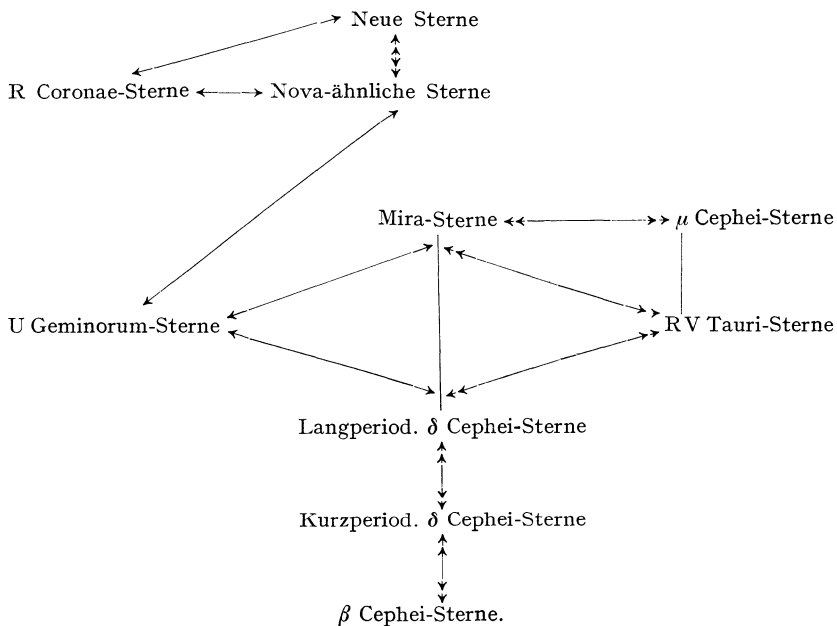 Neue Sterne
R Coronae-Sterne Nova-ähnliche Sterne
Mira-Sterne μ Cephei-Sterne
U Geminorum-Sterne RV Tauri-Sterne
Langperiod. δ Cephei-Sterne
Kurzperiod. δ Cephei-Sterne
β Cephei-Sterne.